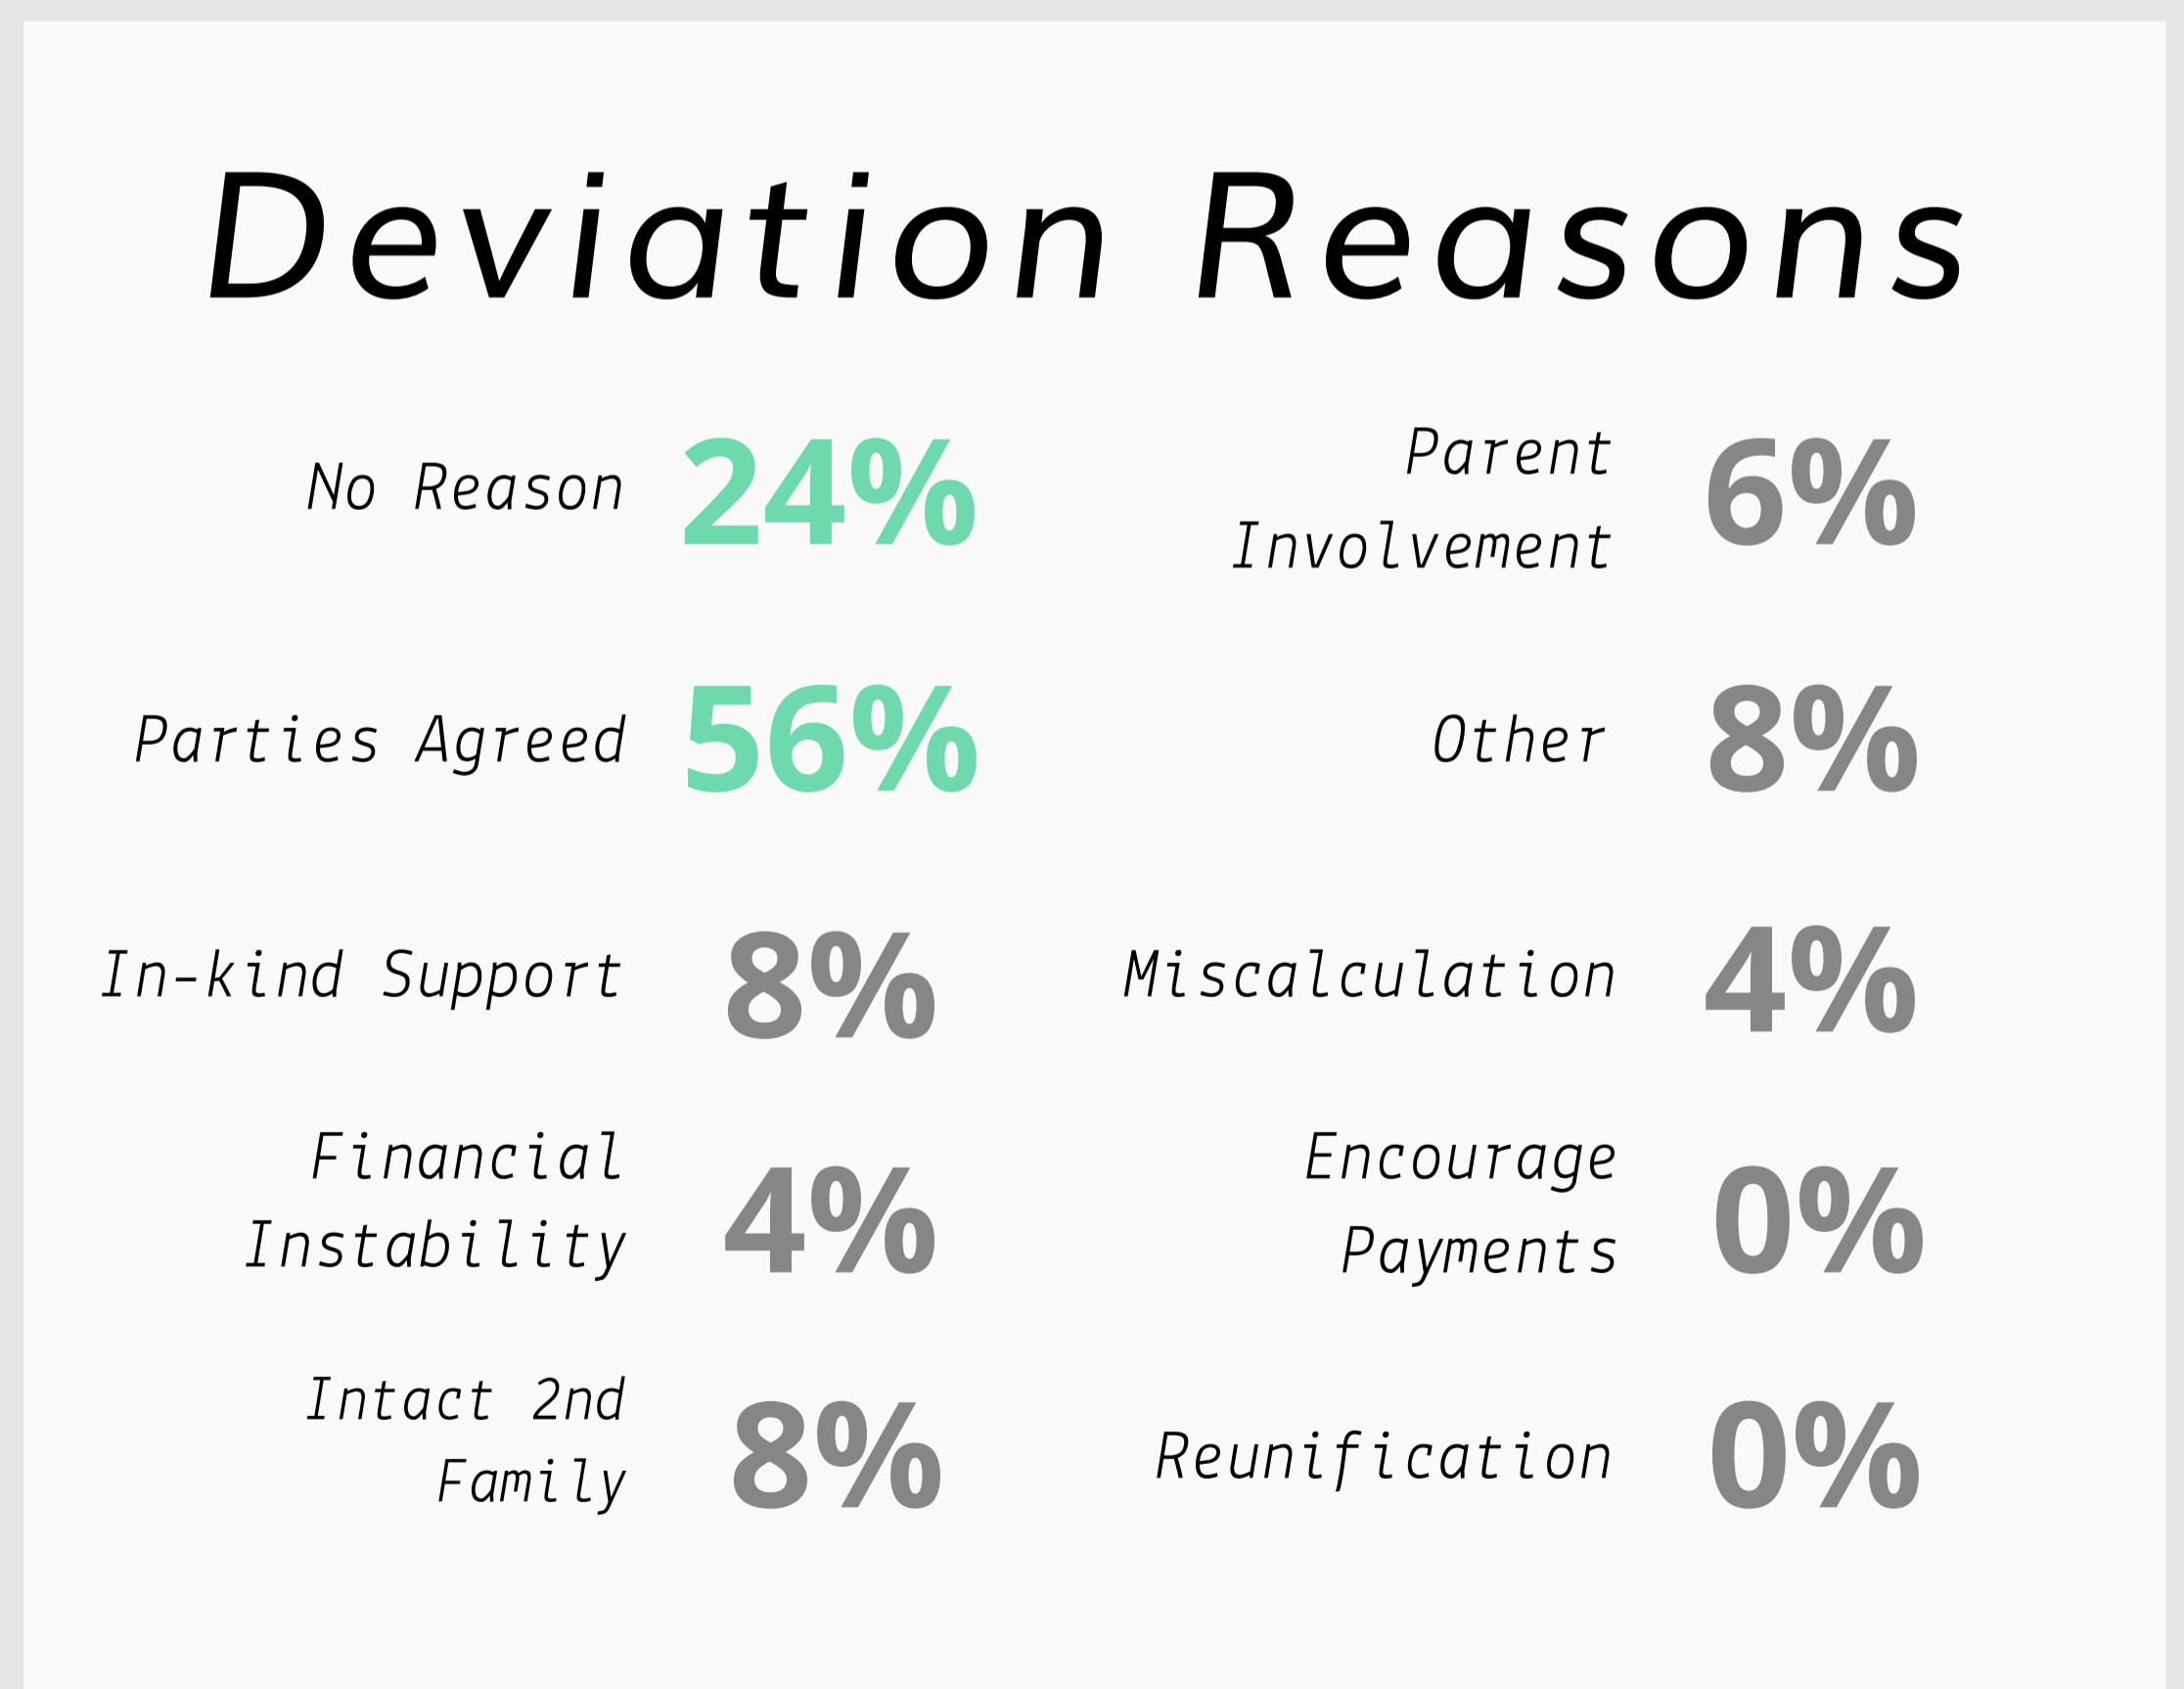 Deviation Reasons
No Reason 24%
Parties Agreed 56%
In-kind Support 8%
Financial
Instability 4%
Intact 2nd
Family 8%
Parent
Involvement 6%
Other 8%
Miscalculation 4%
Encourage
Payments 0%
Reunification 0%